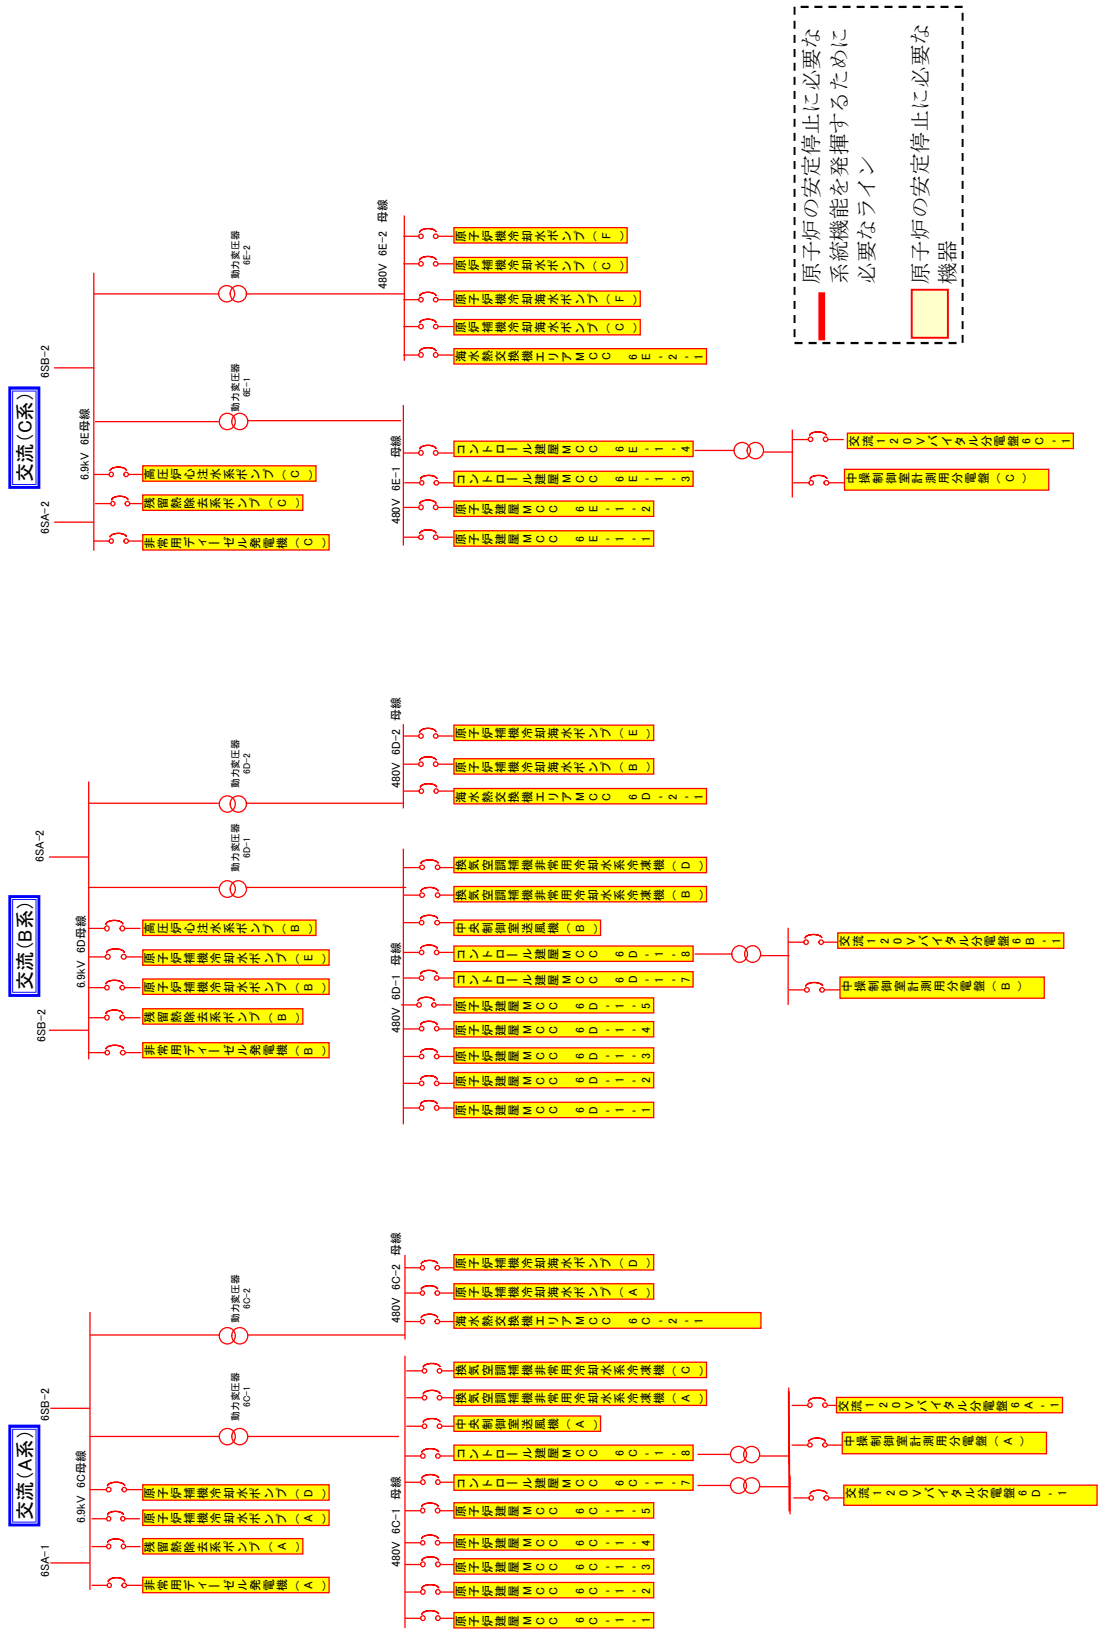 交流(A系)
6SA-1
6SB-2
6.9kV 6C母線
非常用ディーゼル発電機（A）
残留熱除去系ポンプ（A）
原子炉補機冷却水ポンプ（A）
原子炉補機冷却水ポンプ（D）
動力変圧器
6C-1
動力変圧器
6C-2
480V 6C-1 母線
480V 6C-2 母線
原子炉建屋MCC 6C-1-1
原子炉建屋MCC 6C-1-2
原子炉建屋MCC 6C-1-3
原子炉建屋MCC 6C-1-4
原子炉建屋MCC 6C-1-5
コントロール建屋MCC 6C-1-7
コントロール建屋MCC 6C-1-8
中央制御室送風機（A）
換気空調補機非常用冷却水系冷凍機（A）
換気空調補機非常用冷却水系冷凍機（C）
海水熱交換機エリアMCC 6C-2-1
原子炉補機冷却海水ポンプ（A）
原子炉補機冷却海水ポンプ（D）
交流120Vバイタル分電盤6D-1
中操制御室計測用分電盤（A）
交流120Vバイタル分電盤6A-1
交流(B系)
6SB-2
6SA-2
6.9kV 6D母線
非常用ディーゼル発電機（B）
残留熱除去系ポンプ（B）
原子炉補機冷却水ポンプ（B）
原子炉補機冷却水ポンプ（E）
高圧炉心注水系ポンプ（B）
動力変圧器
6D-1
動力変圧器
6D-2
480V 6D-1 母線
480V 6D-2 母線
原子炉建屋MCC 6D-1-1
原子炉建屋MCC 6D-1-2
原子炉建屋MCC 6D-1-3
原子炉建屋MCC 6D-1-4
原子炉建屋MCC 6D-1-5
コントロール建屋MCC 6D-1-7
コントロール建屋MCC 6D-1-8
中央制御室送風機（B）
換気空調補機非常用冷却水系冷凍機（B）
換気空調補機非常用冷却水系冷凍機（D）
海水熱交換機エリアMCC 6D-2-1
原子炉補機冷却海水ポンプ（B）
原子炉補機冷却海水ポンプ（E）
中操制御室計測用分電盤（B）
交流120Vバイタル分電盤6B-1
交流(C系)
6SA-2
6SB-2
6.9kV 6E母線
非常用ディーゼル発電機（C）
残留熱除去系ポンプ（C）
高圧炉心注水系ポンプ（C）
動力変圧器
6E-1
動力変圧器
6E-2
480V 6E-1 母線
480V 6E-2 母線
原子炉建屋MCC 6E-1-1
原子炉建屋MCC 6E-1-2
コントロール建屋MCC 6E-1-3
コントロール建屋MCC 6E-1-4
海水熱交換機エリアMCC 6E-2-1
原炉補機冷却海水ポンプ（C）
原子炉機冷却海水ポンプ（F）
原炉補機冷却水ポンプ（C）
原子炉機冷却水ポンプ（F）
中操制御室計測用分電盤（C）
交流120Vバイタル分電盤6C-1
原子炉の安定停止に必要な
系統機能を発揮するために
必要なライン
原子炉の安定停止に必要な
機器